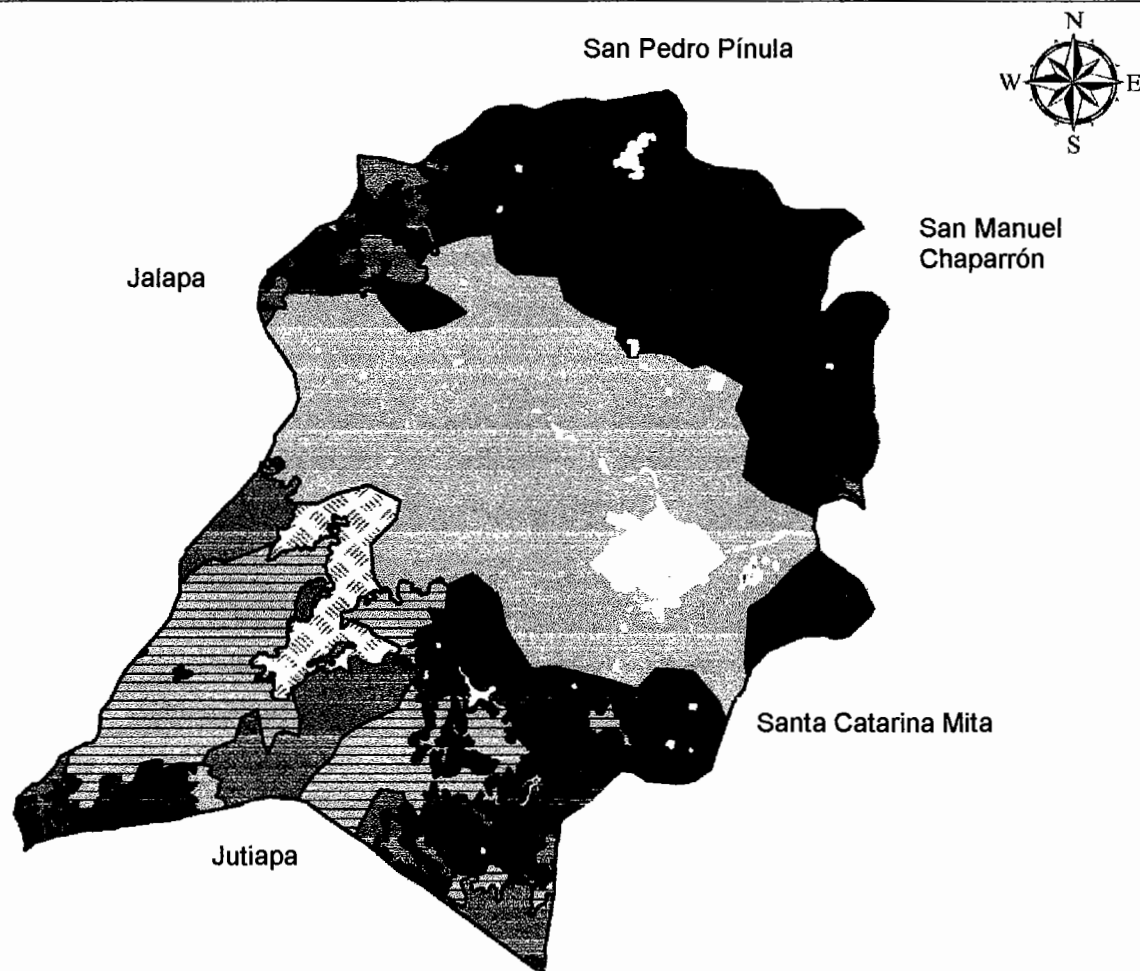 San Pedro Pínula
N
W E
S
San Manuel
Chaparrón
Jalapa
Santa Catarina Mita
Jutiapa